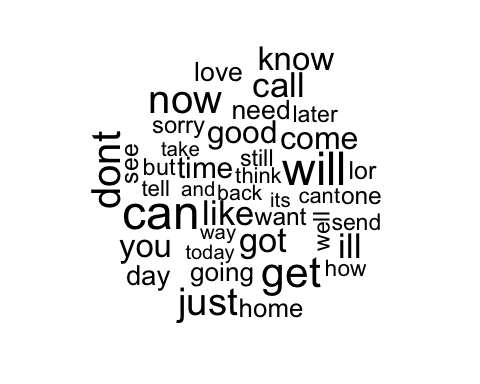 know
love
call
now
need later
sorry good come
dont see take still
but time think will lor
tell and back its cant one
can like want well send
way
you today got ill
day going get how
just home